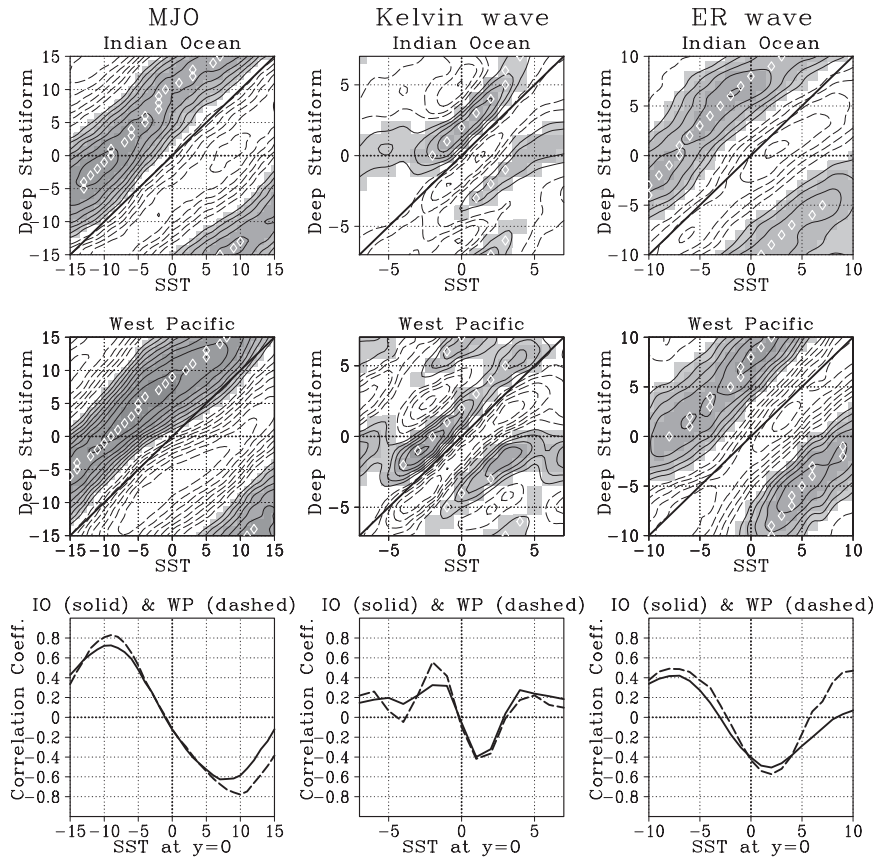 MJO Kelvin wave ER wave
Indian Ocean Indian Ocean Indian Ocean
Deep Stratiform Deep Stratiform Deep Stratiform
15 10 5 0 −5 −10 −15
5 0 −5
10 5 0 −5 −10
−15 −10 −5 0 5 10 15 −5 0 5 −10 −5 0 5 10
SST SST SST
West Pacific West Pacific West Pacific
Deep Stratiform Deep Stratiform Deep Stratiform
15 10 5 0 −5 −10 −15
5 0 −5
10 5 0 −5 −10
−15 −10 −5 0 5 10 15 −5 0 5 −10 −5 0 5 10
SST SST SST
IO (solid) & WP (dashed) IO (solid) & WP (dashed) IO (solid) & WP (dashed)
Correlation Coeff. Correlation Coeff. Correlation Coeff.
0.8 0.6 0.4 0.2 0 −0.2 −0.4 −0.6 −0.8
0.8 0.6 0.4 0.2 0 −0.2 −0.4 −0.6 −0.8
0.8 0.6 0.4 0.2 0 −0.2 −0.4 −0.6 −0.8
−15 −10 −5 0 5 10 15 −5 0 5 −10 −5 0 5 10
SST at y=0 SST at y=0 SST at y=0